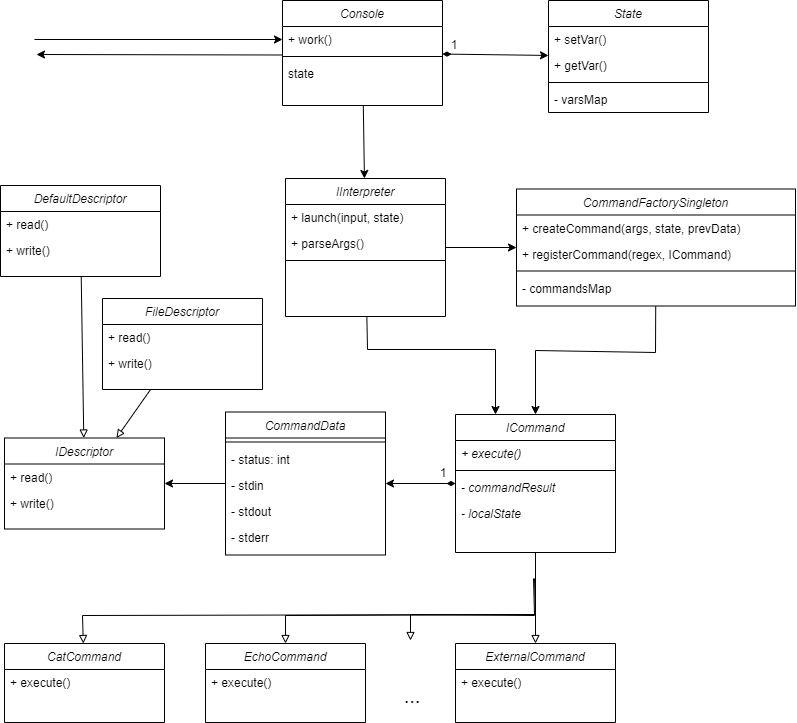 Console
+ work()
state
1
State
+ setVar()
+ getVar()
- varsMap
DefaultDescriptor
+ read()
+ write()
IInterpreter
+ launch(input, state)
+ parseArgs()
CommandFactorySingleton
+ createCommand(args, state, prevData)
+ registerCommand(regex, ICommand)
- commandsMap
FileDescriptor
+ read()
+ write()
IDescriptor
+ read()
+ write()
CommandData
- status: int
- stdin
- stdout
- stderr
1
ICommand
+ execute()
- commandResult
- localState
CatCommand
+ execute()
EchoCommand
+ execute()
...
ExternalCommand
+ execute()